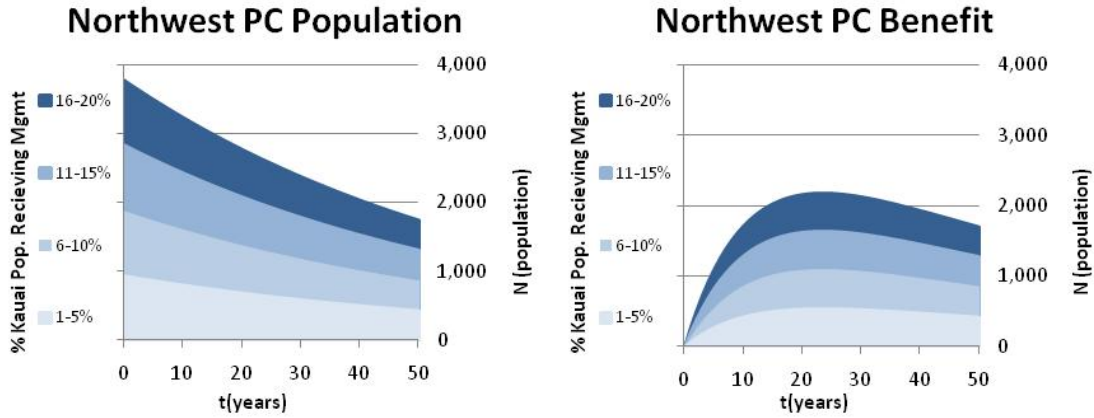 Northwest PC Population
% Kauai Pop. Recieving Mgmt
16-20%
11-15%
6-10%
1-5%
4,000
3,000
2,000
1,000
0
N (population)
0 10 20 30 40 50
t(years)
Northwest PC Benefit
% Kauai Pop. Recieving Mgmt
16-20%
11-15%
6-10%
1-5%
4,000
3,000
2,000
1,000
0
N (population)
0 10 20 30 40 50
t(years)